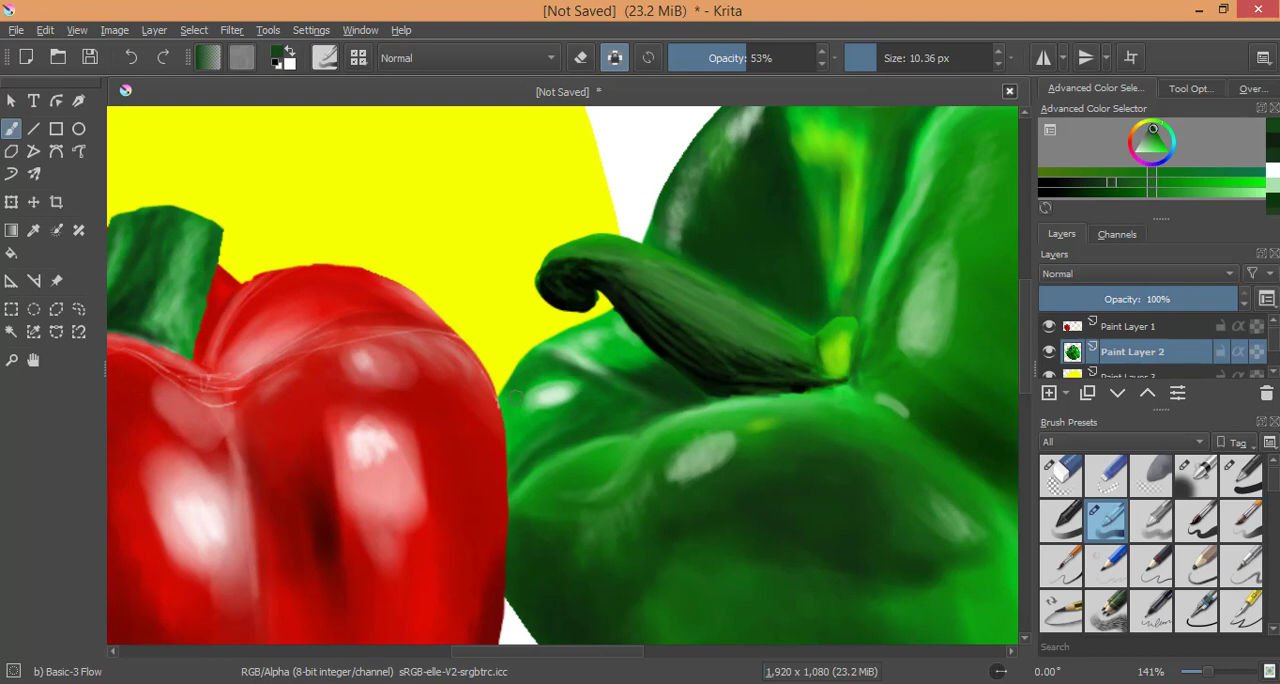 [Not Saved] (23.2 MiB) * - Krita
File Edit View Image Layer Select Filter Tools Settings Window Help
Normal Opacity: 53% Size: 10.36 px
[Not Saved] *
Advanced Color Sele... Tool Opt... Over...
Advanced Color Selector
Layers Channels
Layers
Normal
Opacity: 100%
Paint Layer 1
Paint Layer 2
Brush Presets
All Tag
Search
b) Basic-3 Flow RGB/Alpha (8-bit integer/channel) sRGB-elle-V2-srgbtrc.icc 1,920 x 1,080 (23.2 MiB) 0.00° 141%